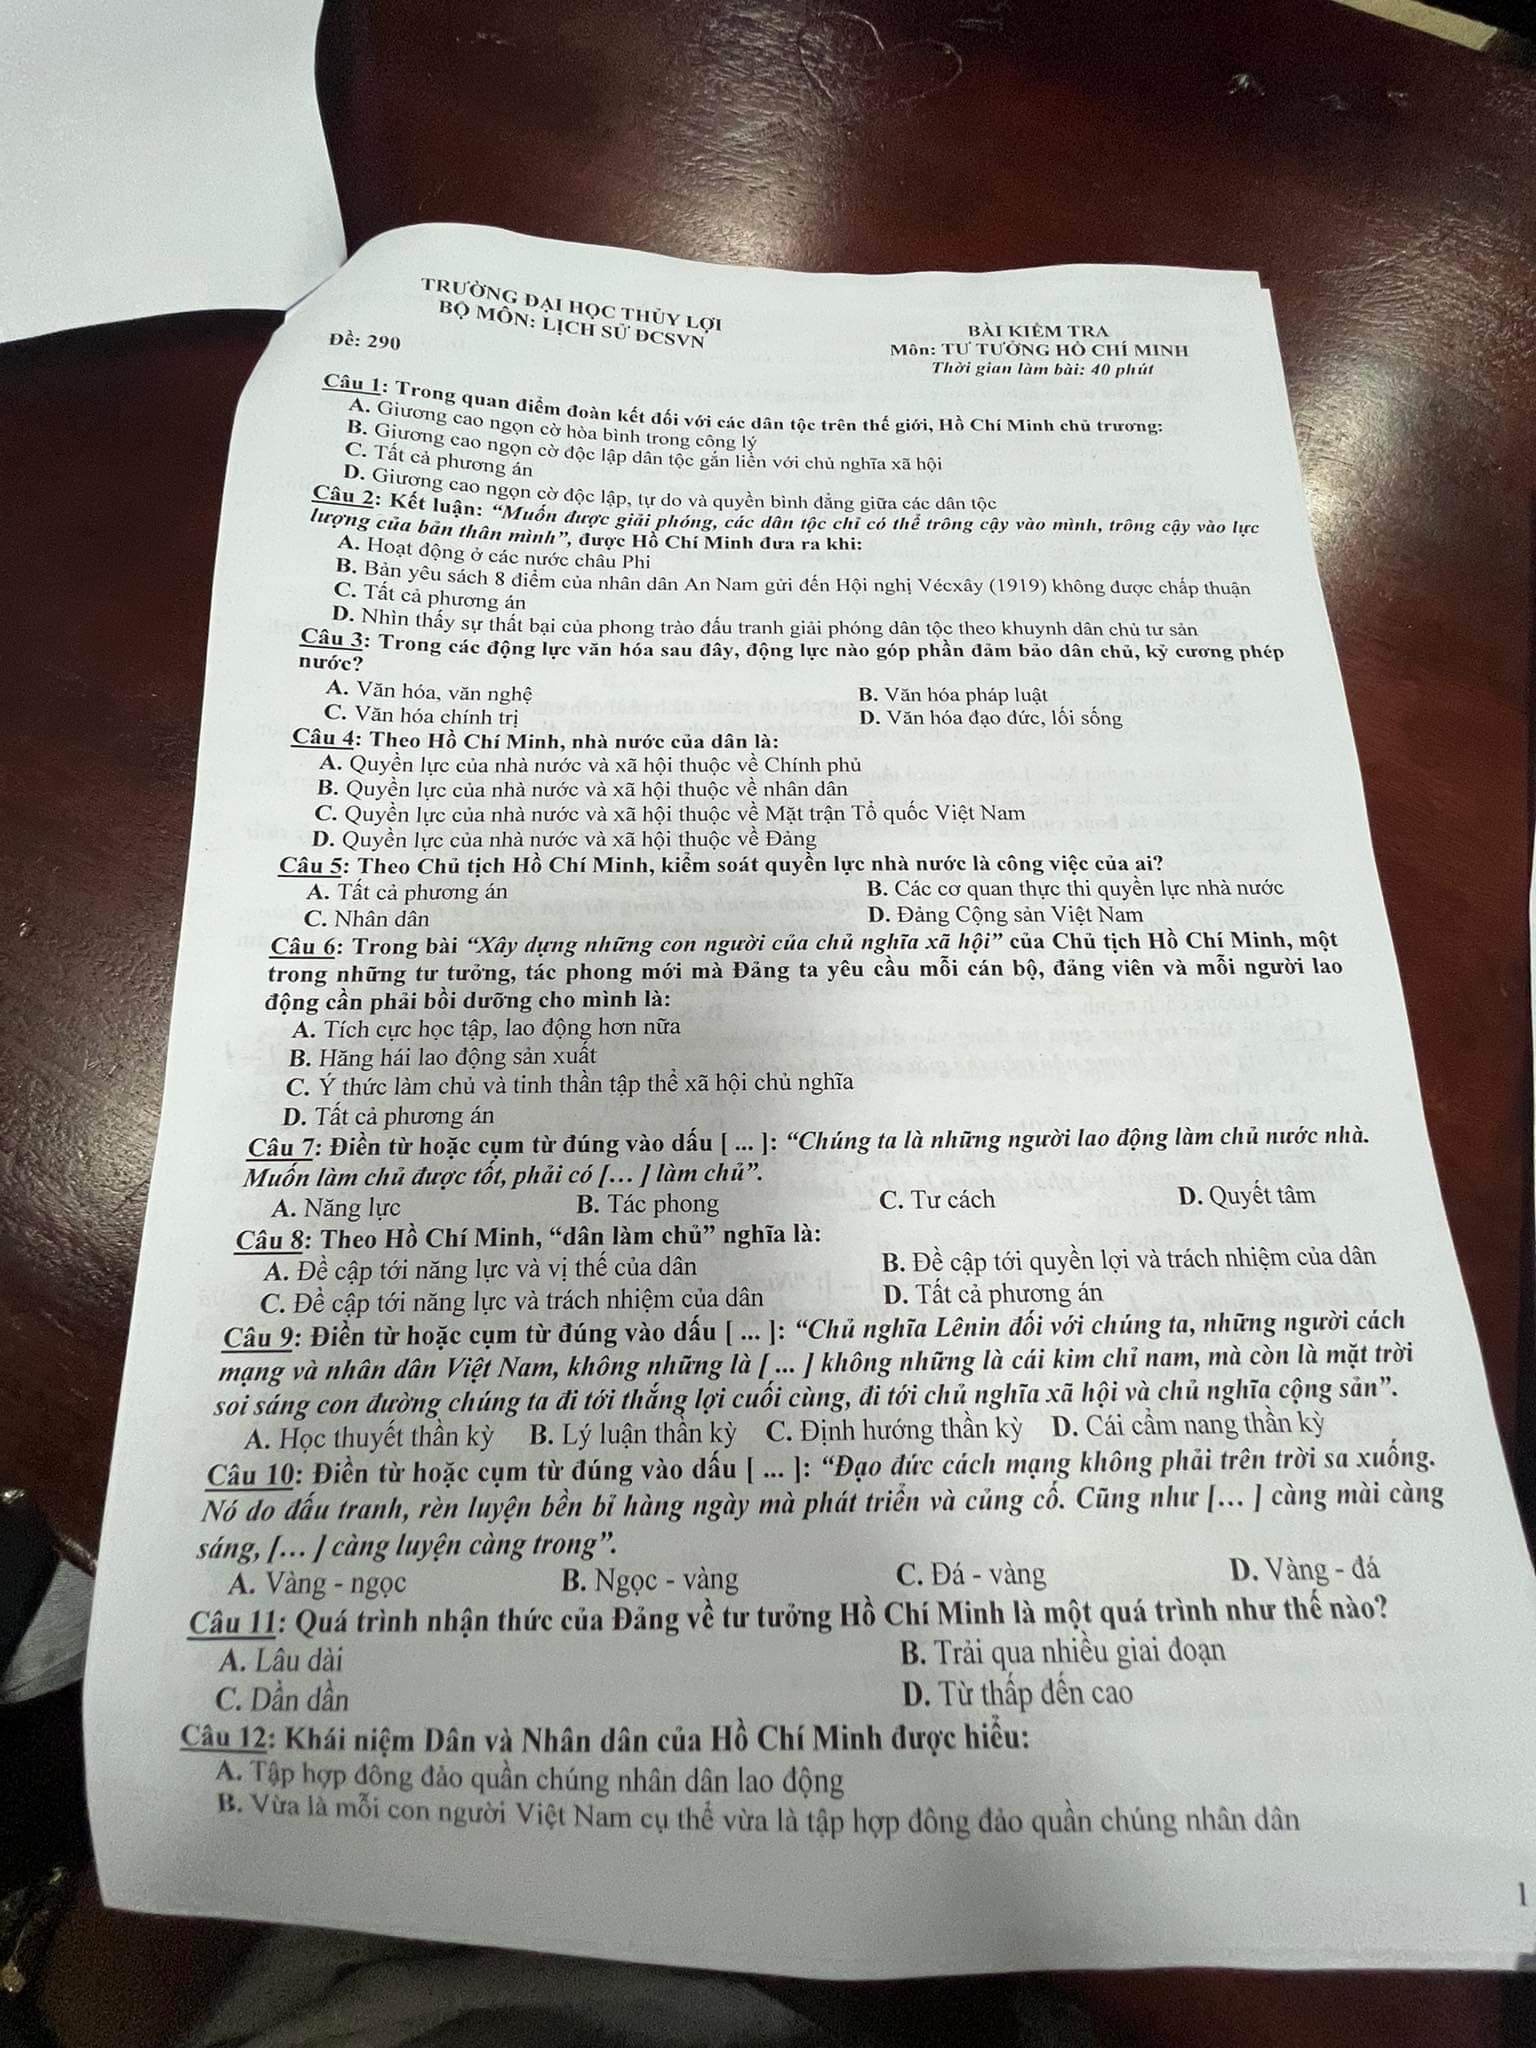 TRƯỜNG ĐẠI HỌC THỦY LỢI
BỘ MÔN: LỊCH SỬ ĐCSVN
Đề: 290
BÀI KIỂM TRA
Môn: TƯ TƯỞNG HỒ CHÍ MINH
Thời gian làm bài: 40 phút
Câu 1: Trong quan điểm đoàn kết đối với các dân tộc trên thế giới, Hồ Chí Minh chủ trương:
A. Giương cao ngọn cờ hòa bình trong công lý
B. Giương cao ngọn cờ độc lập dân tộc gắn liền với chủ nghĩa xã hội
C. Tất cả phương án
D. Giương cao ngọn cờ độc lập, tự do và quyền bình đẳng giữa các dân tộc
Câu 2: Kết luận: “Muốn được giải phóng, các dân tộc chỉ có thể trông cậy vào mình, trông cậy vào lực
lượng của bản thân mình”, được Hồ Chí Minh đưa ra khi:
A. Hoạt động ở các nước châu Phi
B. Bản yêu sách 8 điểm của nhân dân An Nam gửi đến Hội nghị Vécxây (1919) không được chấp thuận
C. Tất cả phương án
D. Nhìn thấy sự thất bại của phong trào đấu tranh giải phóng dân tộc theo khuynh dân chủ tư sản
Câu 3: Trong các động lực văn hóa sau đây, động lực nào góp phần đảm bảo dân chủ, kỷ cương phép
nước?
A. Văn hóa, văn nghệ B. Văn hóa pháp luật
C. Văn hóa chính trị D. Văn hóa đạo đức, lối sống
Câu 4: Theo Hồ Chí Minh, nhà nước của dân là:
A. Quyền lực của nhà nước và xã hội thuộc về Chính phủ
B. Quyền lực của nhà nước và xã hội thuộc về nhân dân
C. Quyền lực của nhà nước và xã hội thuộc về Mặt trận Tổ quốc Việt Nam
D. Quyền lực của nhà nước và xã hội thuộc về Đảng
Câu 5: Theo Chủ tịch Hồ Chí Minh, kiểm soát quyền lực nhà nước là công việc của ai?
A. Tất cả phương án B. Các cơ quan thực thi quyền lực nhà nước
C. Nhân dân D. Đảng Cộng sản Việt Nam
Câu 6: Trong bài “Xây dựng những con người của chủ nghĩa xã hội” của Chủ tịch Hồ Chí Minh, một
trong những tư tưởng, tác phong mới mà Đảng ta yêu cầu mỗi cán bộ, đảng viên và mỗi người lao
động cần phải bồi dưỡng cho mình là:
A. Tích cực học tập, lao động hơn nữa
B. Hăng hái lao động sản xuất
C. Ý thức làm chủ và tinh thần tập thể xã hội chủ nghĩa
D. Tất cả phương án
Câu 7: Điền từ hoặc cụm từ đúng vào dấu [ ... ]: “Chúng ta là những người lao động làm chủ nước nhà.
Muốn làm chủ được tốt, phải có [... ] làm chủ”.
A. Năng lực B. Tác phong C. Tư cách D. Quyết tâm
Câu 8: Theo Hồ Chí Minh, “dân làm chủ” nghĩa là:
A. Đề cập tới năng lực và vị thế của dân B. Đề cập tới quyền lợi và trách nhiệm của dân
C. Đề cập tới năng lực và trách nhiệm của dân D. Tất cả phương án
Câu 9: Điền từ hoặc cụm từ đúng vào dấu [ ... ]: “Chủ nghĩa Lênin đối với chúng ta, những người cách
mạng và nhân dân Việt Nam, không những là [ ... ] không những là cái kim chỉ nam, mà còn là mặt trời
soi sáng con đường chúng ta đi tới thắng lợi cuối cùng, đi tới chủ nghĩa xã hội và chủ nghĩa cộng sản”.
A. Học thuyết thần kỳ B. Lý luận thần kỳ C. Định hướng thần kỳ D. Cái cẩm nang thần kỳ
Câu 10: Điền từ hoặc cụm từ đúng vào dấu [ ... ]: “Đạo đức cách mạng không phải trên trời sa xuống.
Nó do đấu tranh, rèn luyện bền bỉ hàng ngày mà phát triển và củng cố. Cũng như [... ] càng mài càng
sáng, [... ] càng luyện càng trong”.
A. Vàng - ngọc B. Ngọc - vàng C. Đá - vàng D. Vàng - đá
Câu 11: Quá trình nhận thức của Đảng về tư tưởng Hồ Chí Minh là một quá trình như thế nào?
A. Lâu dài B. Trải qua nhiều giai đoạn
C. Dần dần D. Từ thấp đến cao
Câu 12: Khái niệm Dân và Nhân dân của Hồ Chí Minh được hiểu:
A. Tập hợp đông đảo quần chúng nhân dân lao động
B. Vừa là mỗi con người Việt Nam cụ thể vừa là tập hợp đông đảo quần chúng nhân dân
1